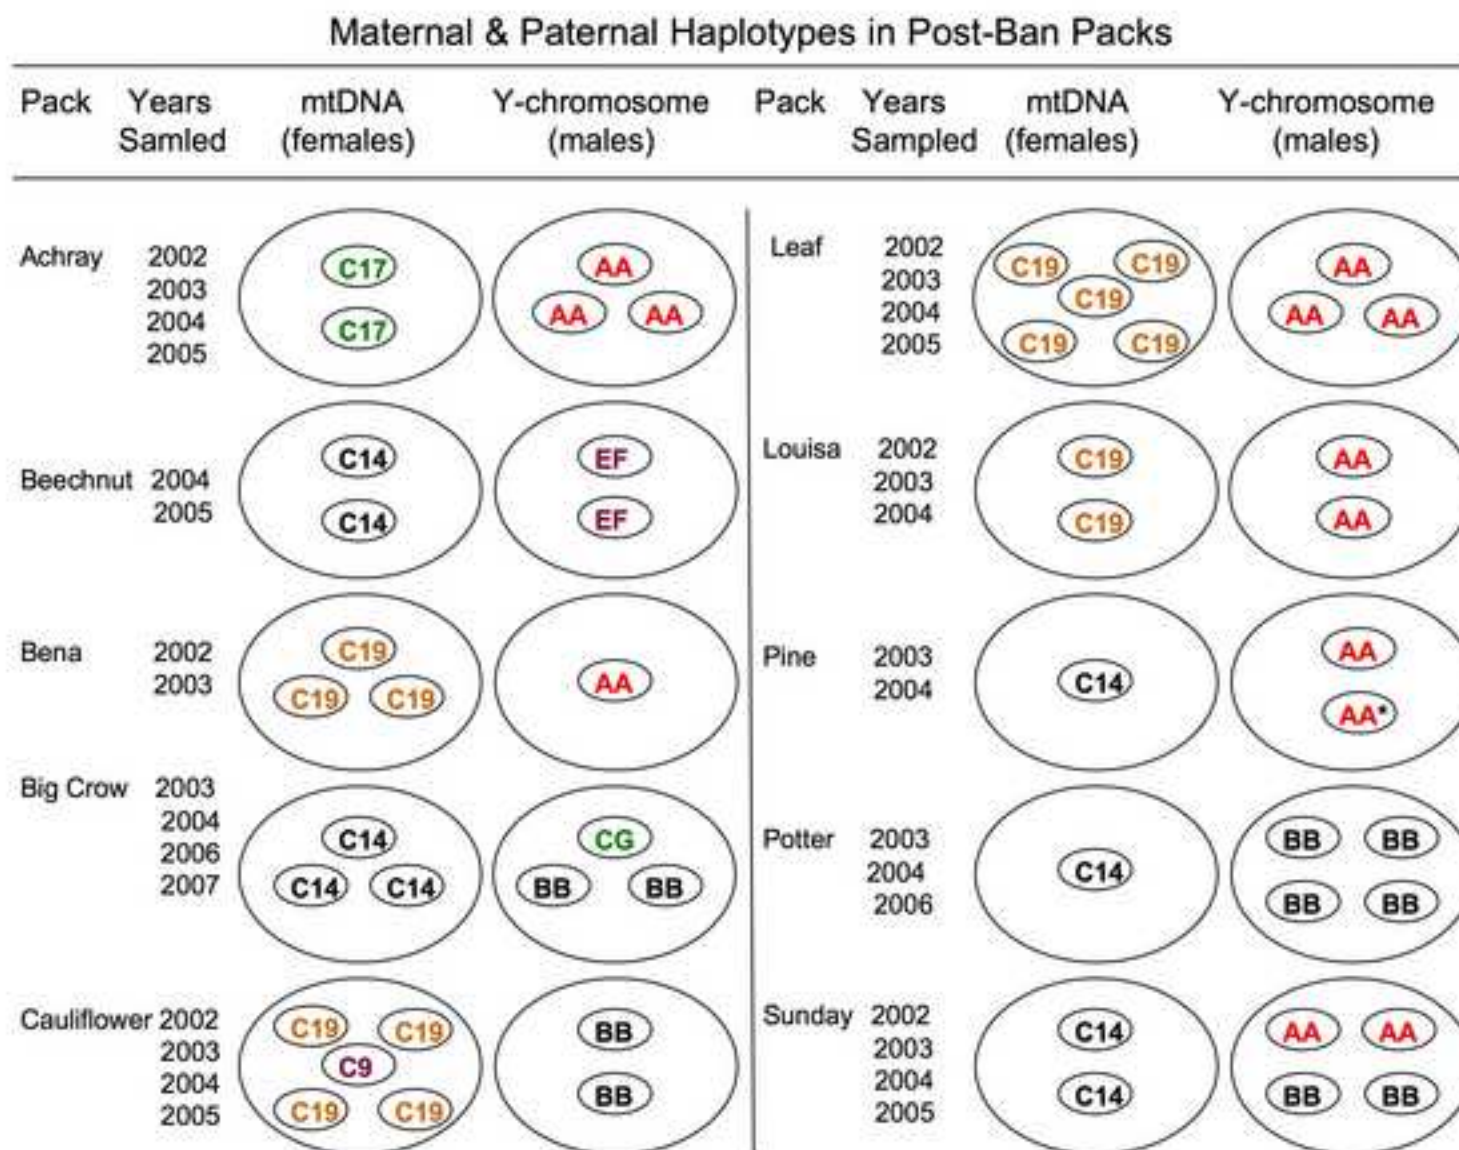 Maternal & Paternal Haplotypes in Post-Ban Packs
Pack Years mtDNA Y-chromosome Pack Years mtDNA Y-chromosome
Samled (females) (males) Sampled (females) (males)
Achray
2002
2003
2004
2005
C17
C17
AA
AA AA
Beechnut
2004
2005
C14
C14
EF
EF
Bena
2002
2003
C19
C19 C19
AA
Big Crow
2003
2004
2006
2007
C14
C14 C14
CG
BB BB
Cauliflower
2002
2003
2004
2005
C19 C19
C9
C19 C19
BB
BB
Leaf
2002
2003
2004
2005
C19 C19
C19
C19 C19
AA
AA AA
Louisa
2002
2003
2004
C19
C19
AA
AA
Pine
2003
2004
C14
AA
AA*
Potter
2003
2004
2006
C14
BB BB
BB BB
Sunday
2002
2003
2004
2005
C14
C14
AA AA
BB BB